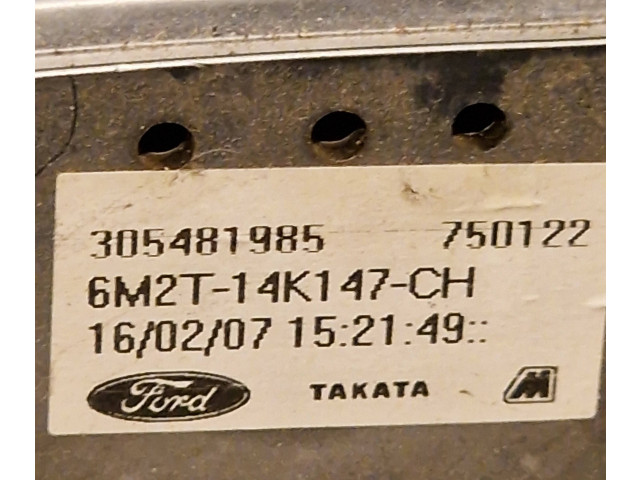 305481985 750122
6M2T-14K147-CH
16/02/07 15:21:49::
Ford TAKATA M